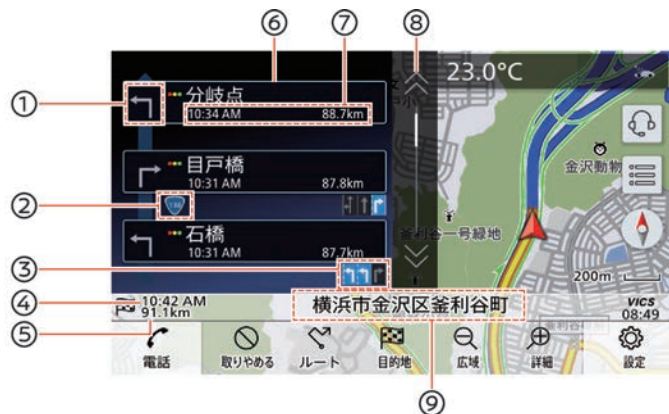 ⑥
⑦
⑧
①
分岐点
10:34 AM 88.7km
23.0°C
目戸橋
10:31 AM 87.8km
金沢動物
②
石橋
10:31 AM 87.7km
釜利谷一号緑地
③
200m
④
10:42 AM
91.1km
横浜市金沢区釜利谷町
VICS
08:49
⑤
電話
取りやめる
ルート
目的地
広域
詳細
設定
⑨